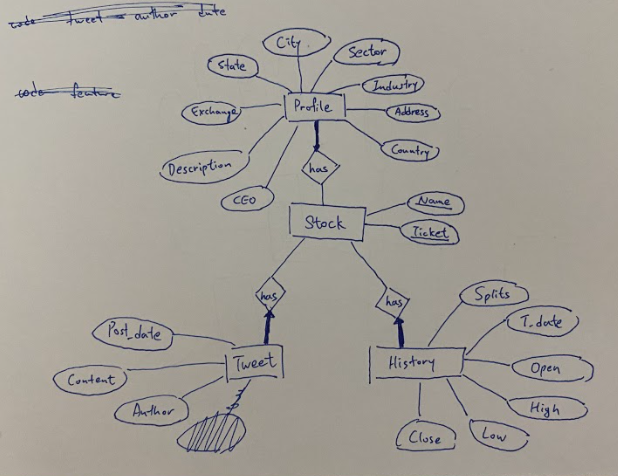 code tweet author date
code feature
City
Sector
State
Industry
Exchange
Profile
Address
Description
Country
has
CEO
Name
Stock
Ticket
has
has
Splits
Post_date
T_date
Tweet
History
Open
Content
Author
High
Close
Low